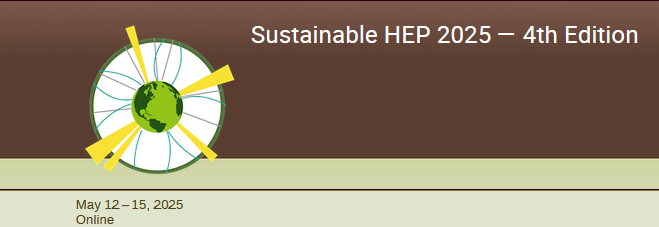 Sustainable HEP 2025 — 4th Edition
May 12 – 15, 2025
Online